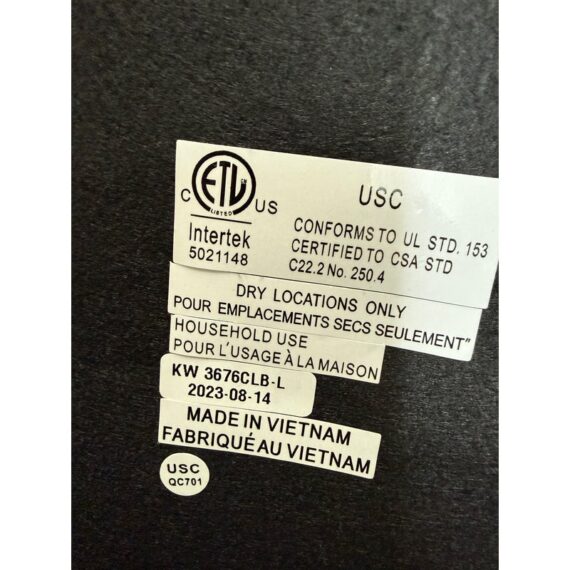 C ETL US
LISTED
Intertek
5021148
USC
CONFORMS TO UL STD. 153
CERTIFIED TO CSA STD
C22.2 No. 250.4
DRY LOCATIONS ONLY
POUR EMPLACEMENTS SECS SEULEMENT"
HOUSEHOLD USE
POUR L'USAGE À LA MAISON
KW 3676CLB-L
2023-08-14
MADE IN VIETNAM
FABRIQUÉ AU VIETNAM
USC
QC701